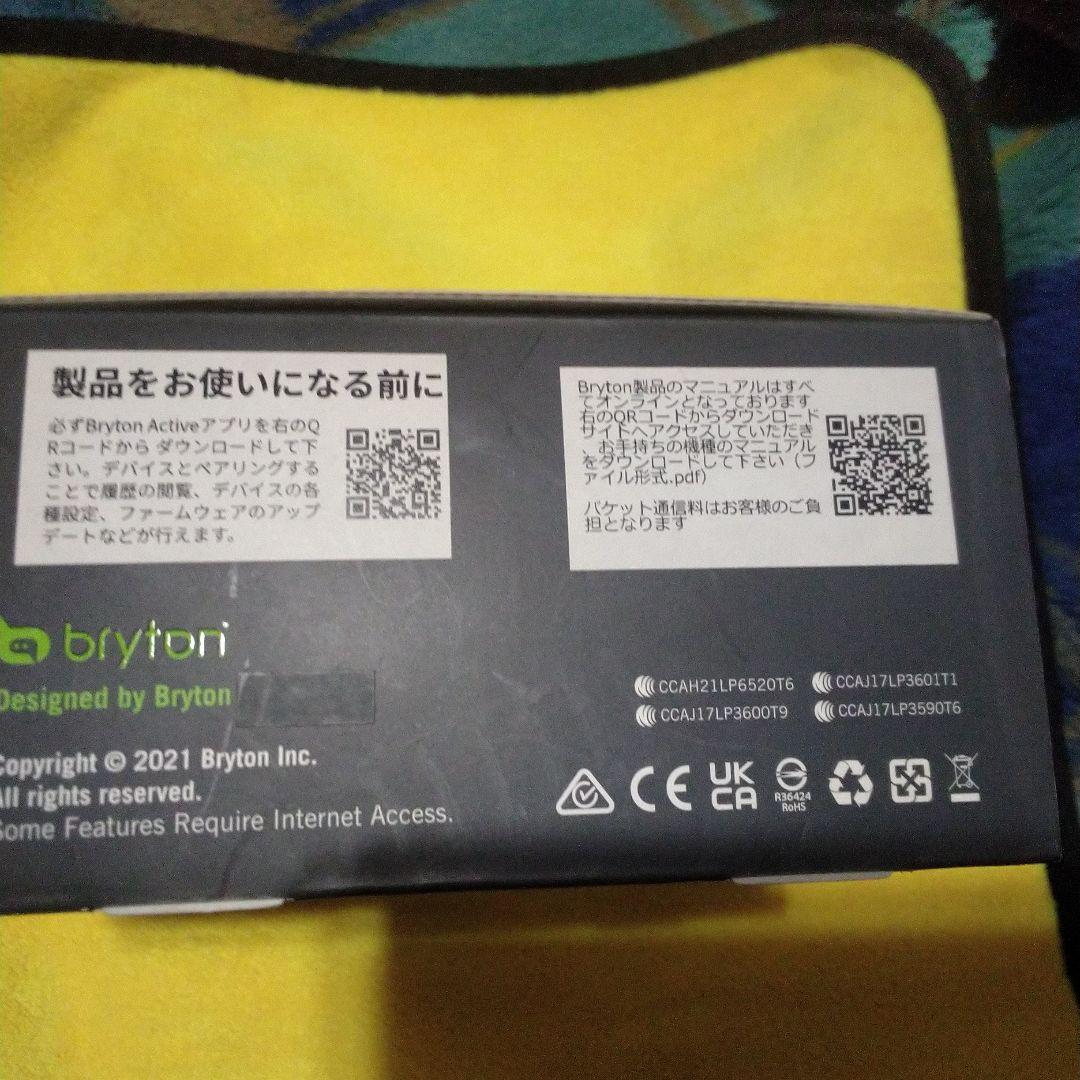 製品をお使いになる前に
必ずBryton Activeアプリを右のQ
Rコードから ダウンロードして下
さい。デバイスとペアリングする
ことで履歴の閲覧、デバイスの各
種設定、ファームウェアのアップ
デートなどが行えます。
Bryton製品のマニュアルはすべ
てオンラインとなっております
右のQRコードからダウンロード
サイトへアクセスしていただき
、お手持ちの機種のマニュアル
をダウンロードして下さい（フ
ァイル形式.pdf）
パケット通信料はお客様のご負
担となります
bryton
Designed by Bryton
Copyright © 2021 Bryton Inc.
All rights reserved.
Some Features Require Internet Access.
CCAH21LP6520T6 CCAJ17LP3601T1
CCAJ17LP3600T9 CCAJ17LP3590T6
CE UK CA
R36424
RoHS